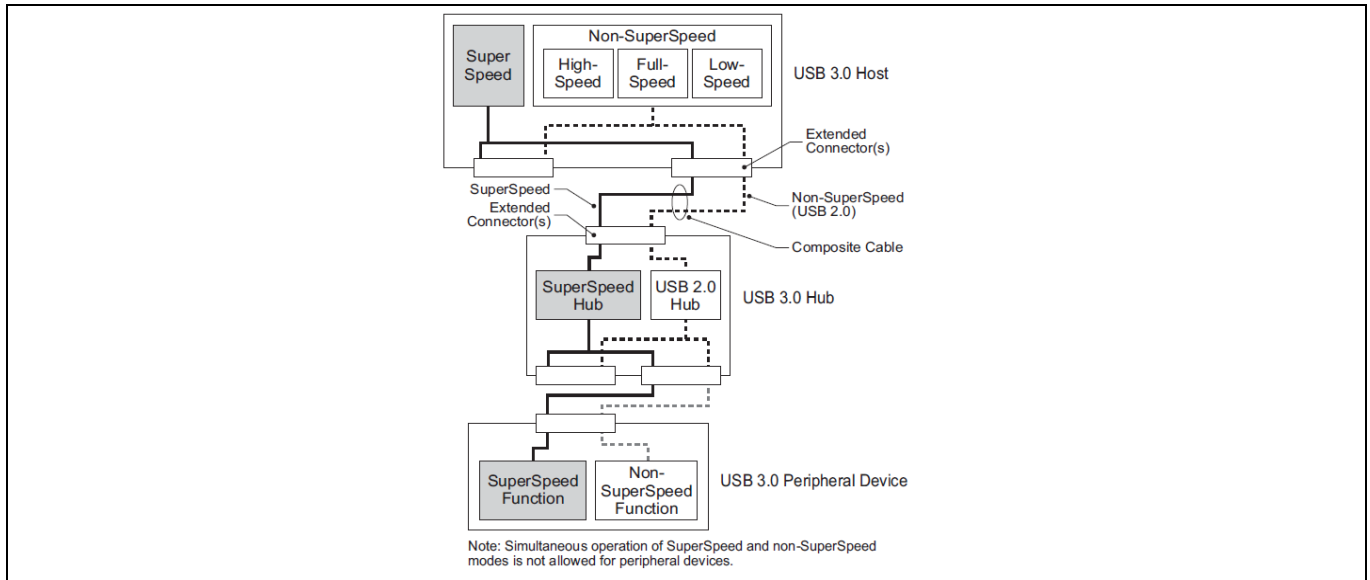 Super
Speed
Non-SuperSpeed
High-
Speed
Full-
Speed
Low-
Speed
USB 3.0 Host
Extended
Connector(s)
SuperSpeed
Extended
Connector(s)
Non-SuperSpeed
(USB 2.0)
Composite Cable
SuperSpeed
Hub
USB 2.0
Hub
USB 3.0 Hub
SuperSpeed
Function
Non-
SuperSpeed
Function
USB 3.0 Peripheral Device
Note: Simultaneous operation of SuperSpeed and non-SuperSpeed
modes is not allowed for peripheral devices.